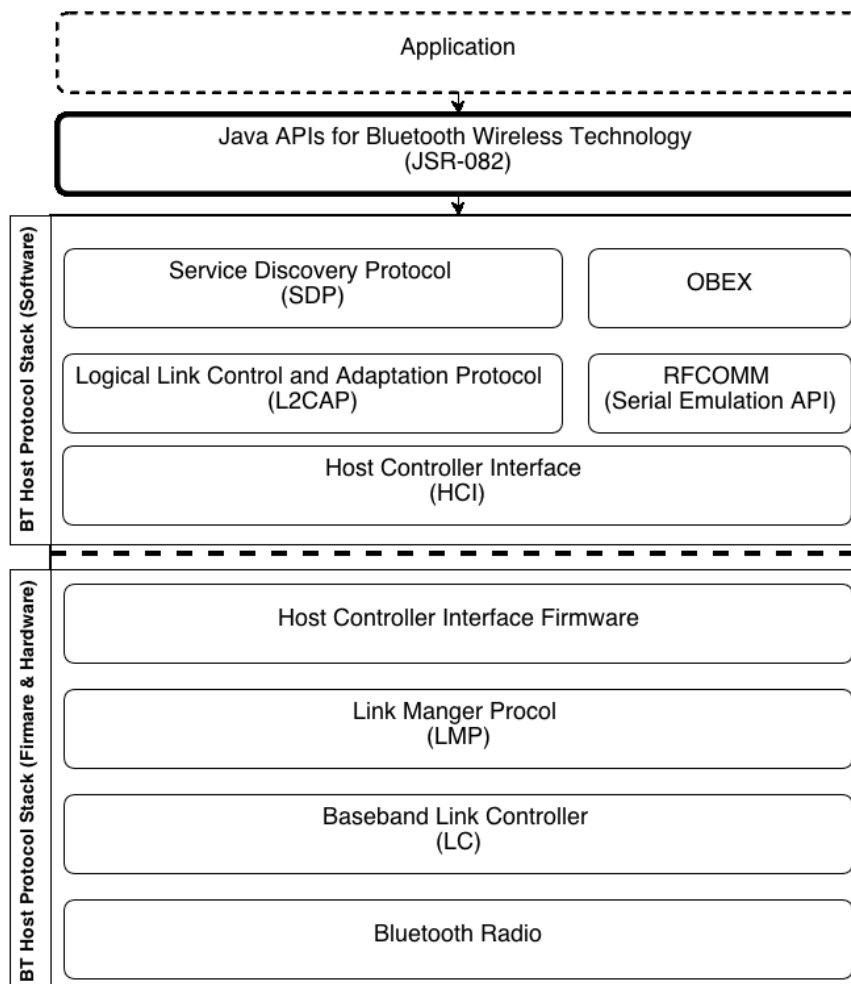 Application
Java APIs for Bluetooth Wireless Technology
(JSR-082)
BT Host Protocol Stack (Software)
Service Discovery Protocol
(SDP)
OBEX
Logical Link Control and Adaptation Protocol
(L2CAP)
RFCOMM
(Serial Emulation API)
Host Controller Interface
(HCI)
BT Host Protocol Stack (Firmare & Hardware)
Host Controller Interface Firmware
Link Manger Procol
(LMP)
Baseband Link Controller
(LC)
Bluetooth Radio